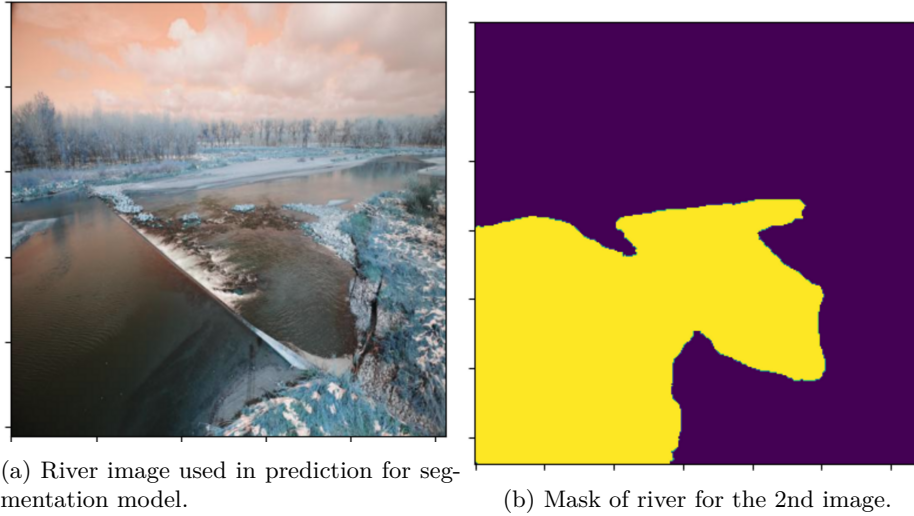 (a) River image used in prediction for seg-
mentation model.
(b) Mask of river for the 2nd image.